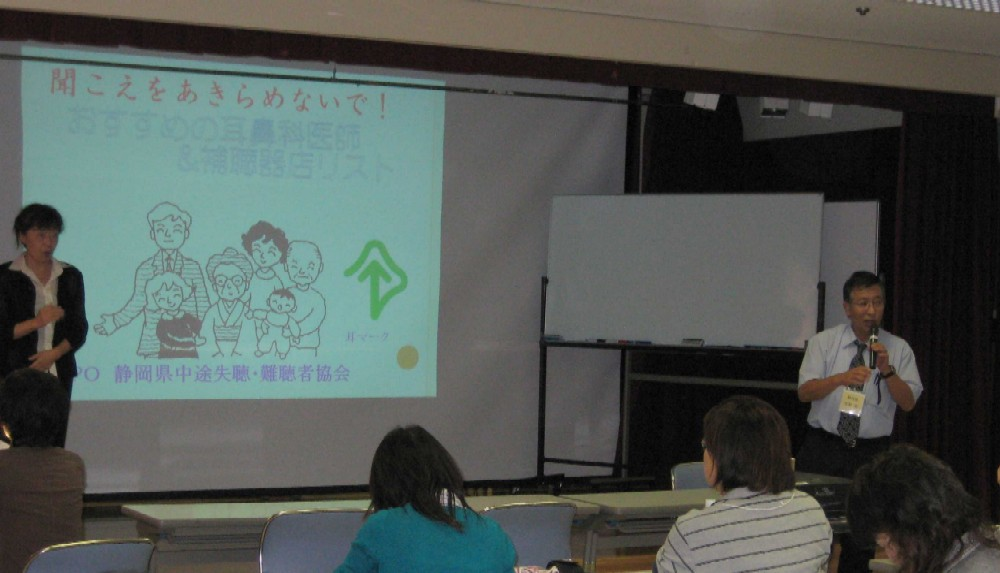 聞こえをあきらめないで！
おすすめの耳鼻科医師
&補聴器店リスト
耳マーク
PO 静岡県中途失聴・難聴者協会